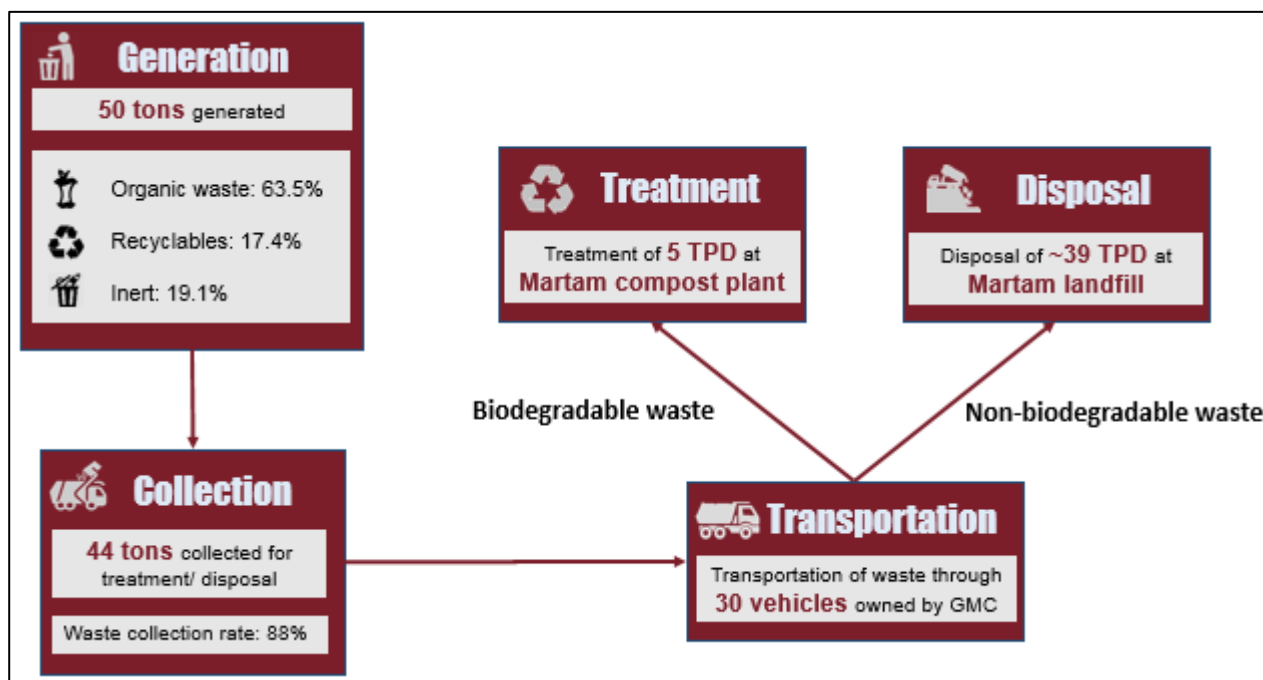 Generation
50 tons generated
Organic waste: 63.5%
Recyclables: 17.4%
Inert: 19.1%
Treatment
Treatment of 5 TPD at
Martam compost plant
Disposal
Disposal of ~39 TPD at
Martam landfill
Biodegradable waste
Non-biodegradable waste
Collection
44 tons collected for
treatment/ disposal
Waste collection rate: 88%
Transportation
Transportation of waste through
30 vehicles owned by GMC